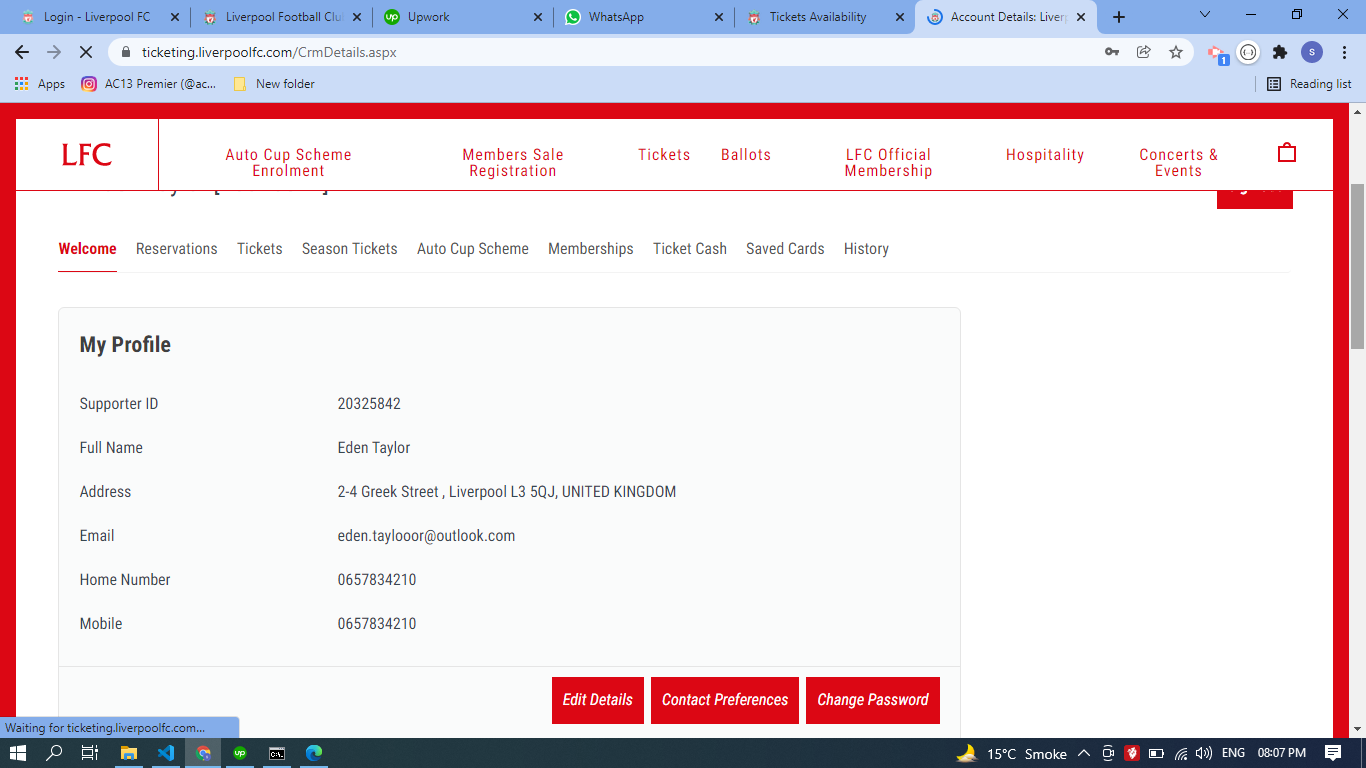 Login - Liverpool FC
Liverpool Football Clu
Upwork
WhatsApp
Tickets Availability
Account Details: Liverp
ticketing.liverpoolfc.com/CrmDetails.aspx
1
S
Apps
AC13 Premier (@ac...
New folder
Reading list
LFC
Auto Cup Scheme
Enrolment
Members Sale
Registration
Tickets
Ballots
LFC Official
Membership
Hospitality
Concerts &
Events
Welcome
Reservations
Tickets
Season Tickets
Auto Cup Scheme
Memberships
Ticket Cash
Saved Cards
History
My Profile
Supporter ID 20325842
Full Name Eden Taylor
Address 2-4 Greek Street , Liverpool L3 5QJ, UNITED KINGDOM
Email eden.taylooor@outlook.com
Home Number 0657834210
Mobile 0657834210
Edit Details
Contact Preferences
Change Password
Waiting for ticketing.liverpoolfc.com...
up
C:\.
15°C Smoke
ENG
08:07 PM